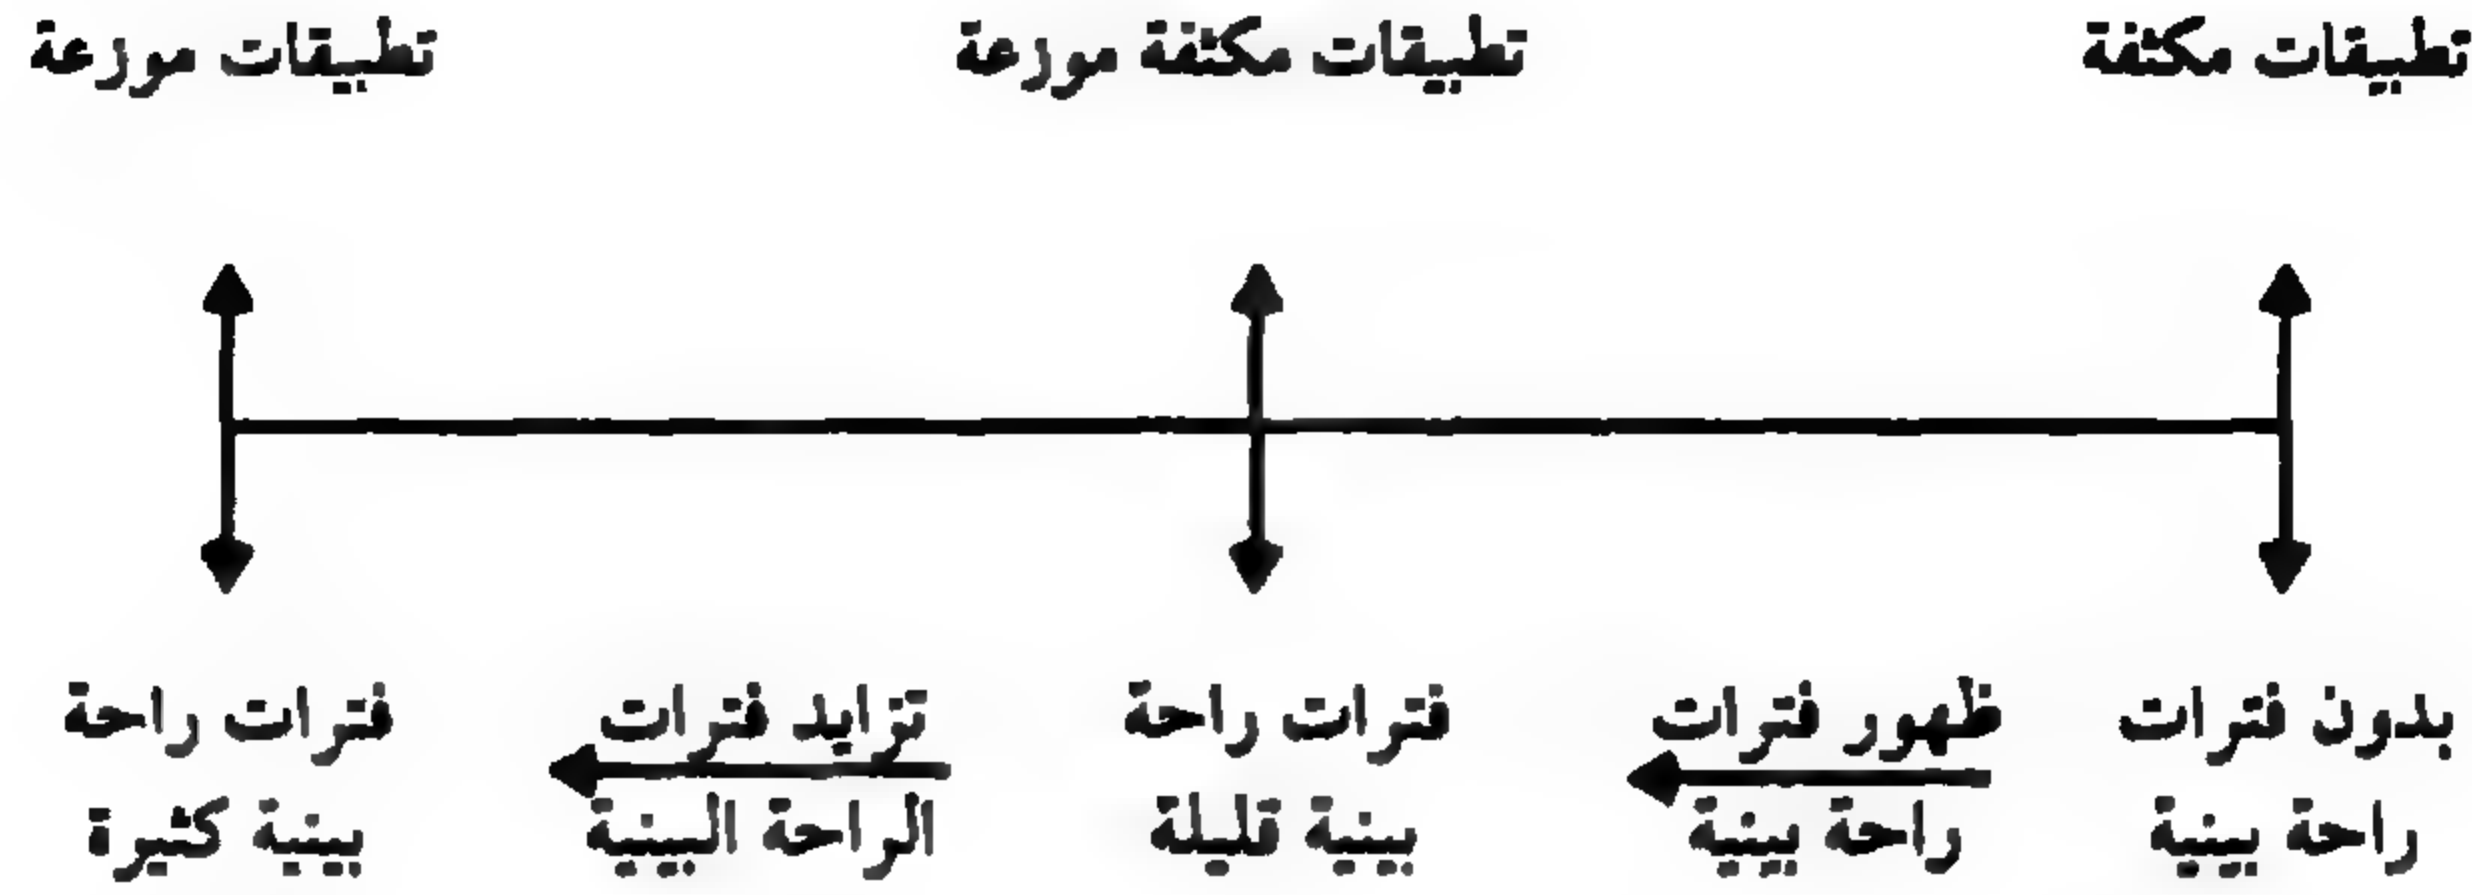 تطبيقات مكثفة
تطبيقات مكثفة موزعة
تطبيقات موزعة
بدون فترات
راحة بينية
ظهور فترات
راحة بينية
فترات راحة
بينية قليلة
تزايد فترات
الراحة البينية
فترات راحة
بينية كثيرة